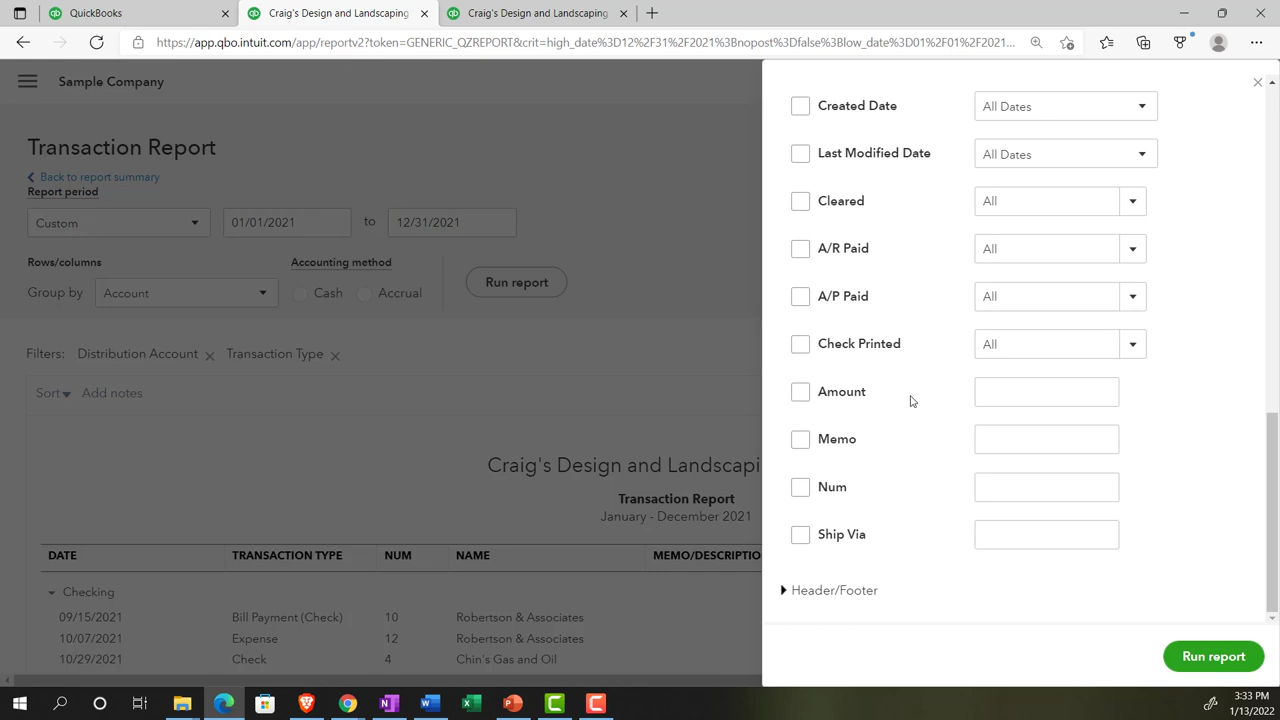 QuickBooks
Craig's Design and Landscaping
Craig's Design and Landscaping
https://app.qbo.intuit.com/app/reportv2?token=GENERIC_QZREPORT&crit=high_date%3D12%2F31%2F2021%3Bnopost%3Dfalse%3Blow_date%3D01%2F01%2F2021...
Sample Company
Transaction Report
Back to report summary
Report period
Custom
01/01/2021
to
12/31/2021
Rows/columns
Accounting method
Group by
Account
Cash
Accrual
Run report
Filters:
Distribution Account
Transaction Type
Sort
Add notes
Craig's Design and Landscapi
Transaction Report
January - December 2021
DATE TRANSACTION TYPE NUM NAME MEMO/DESCRIPTIO
Checking
09/15/2021 Bill Payment (Check) 10 Robertson & Associates
10/07/2021 Expense 12 Robertson & Associates
10/29/2021 Check 4 Chin's Gas and Oil
Created Date All Dates
Last Modified Date All Dates
Cleared All
A/R Paid All
A/P Paid All
Check Printed All
Amount
Memo
Num
Ship Via
Header/Footer
Run report
3:33 PM
1/13/2022